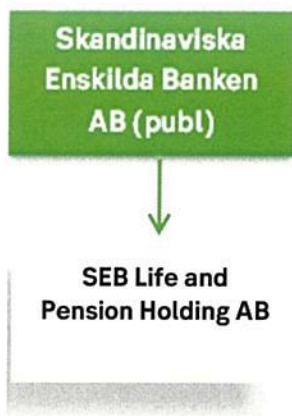 Skandinaviska
Enskilda Banken
AB (publ)
SEB Life and
Pension Holding AB